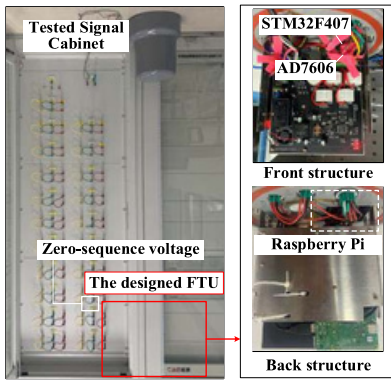 Tested Signal
Cabinet
Zero-sequence voltage
The designed FTU
STM32F407
AD7606
Front structure
Raspberry Pi
Back structure